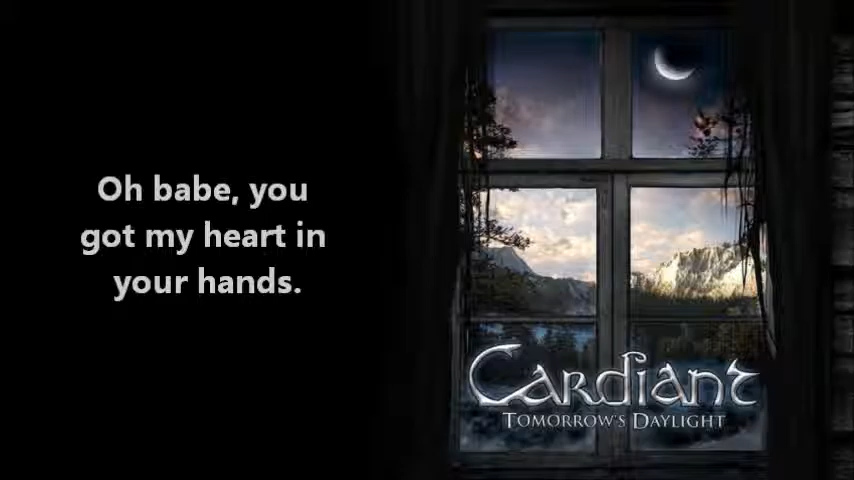 Oh babe, you
got my heart in
your hands.
Cardiant
Tomorrow's Daylight